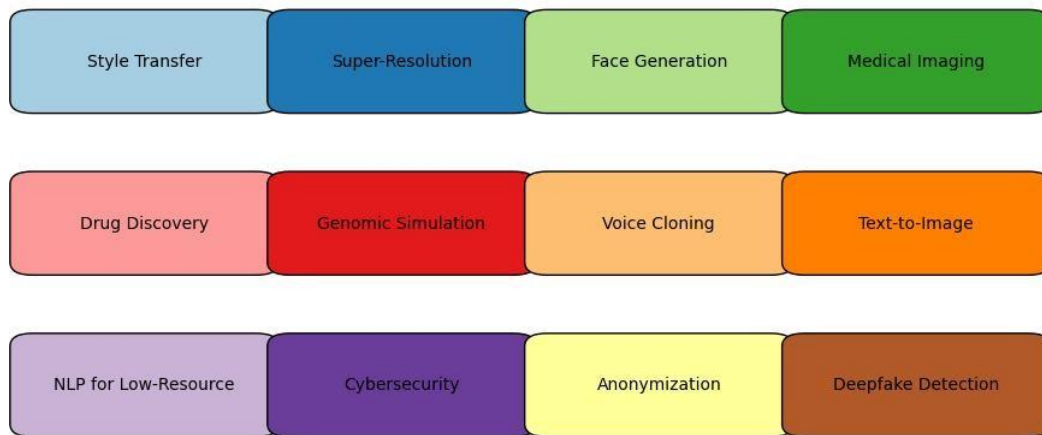 Style Transfer
Super-Resolution
Face Generation
Medical Imaging
Drug Discovery
Genomic Simulation
Voice Cloning
Text-to-Image
NLP for Low-Resource
Cybersecurity
Anonymization
Deepfake Detection